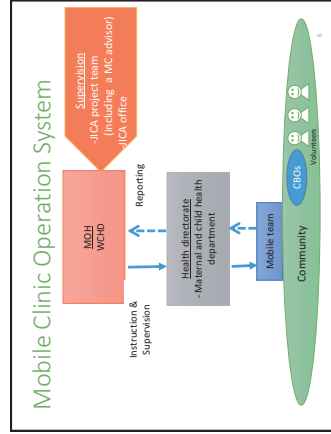 Mobile Clinic Operation System
Supervision
-JICA project team
(including a MC advisor)
-JICA office
MOH
WCHD
Reporting
Instruction &
Supervision
Health directorate
- Maternal and child health
department
Mobile team
CBOs
Volunteers
Community
6